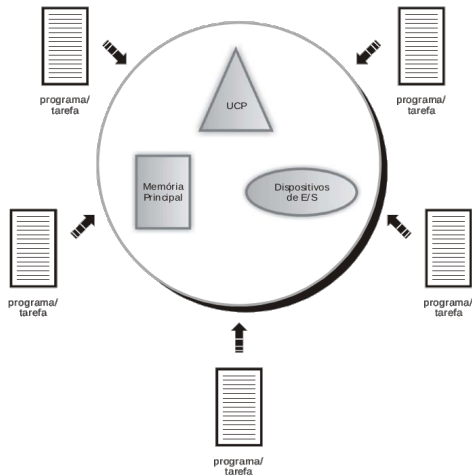 programa/
tarefa
programa/
tarefa
UCP
Memória
Principal
Dispositivos
de E/S
programa/
tarefa
programa/
tarefa
programa/
tarefa